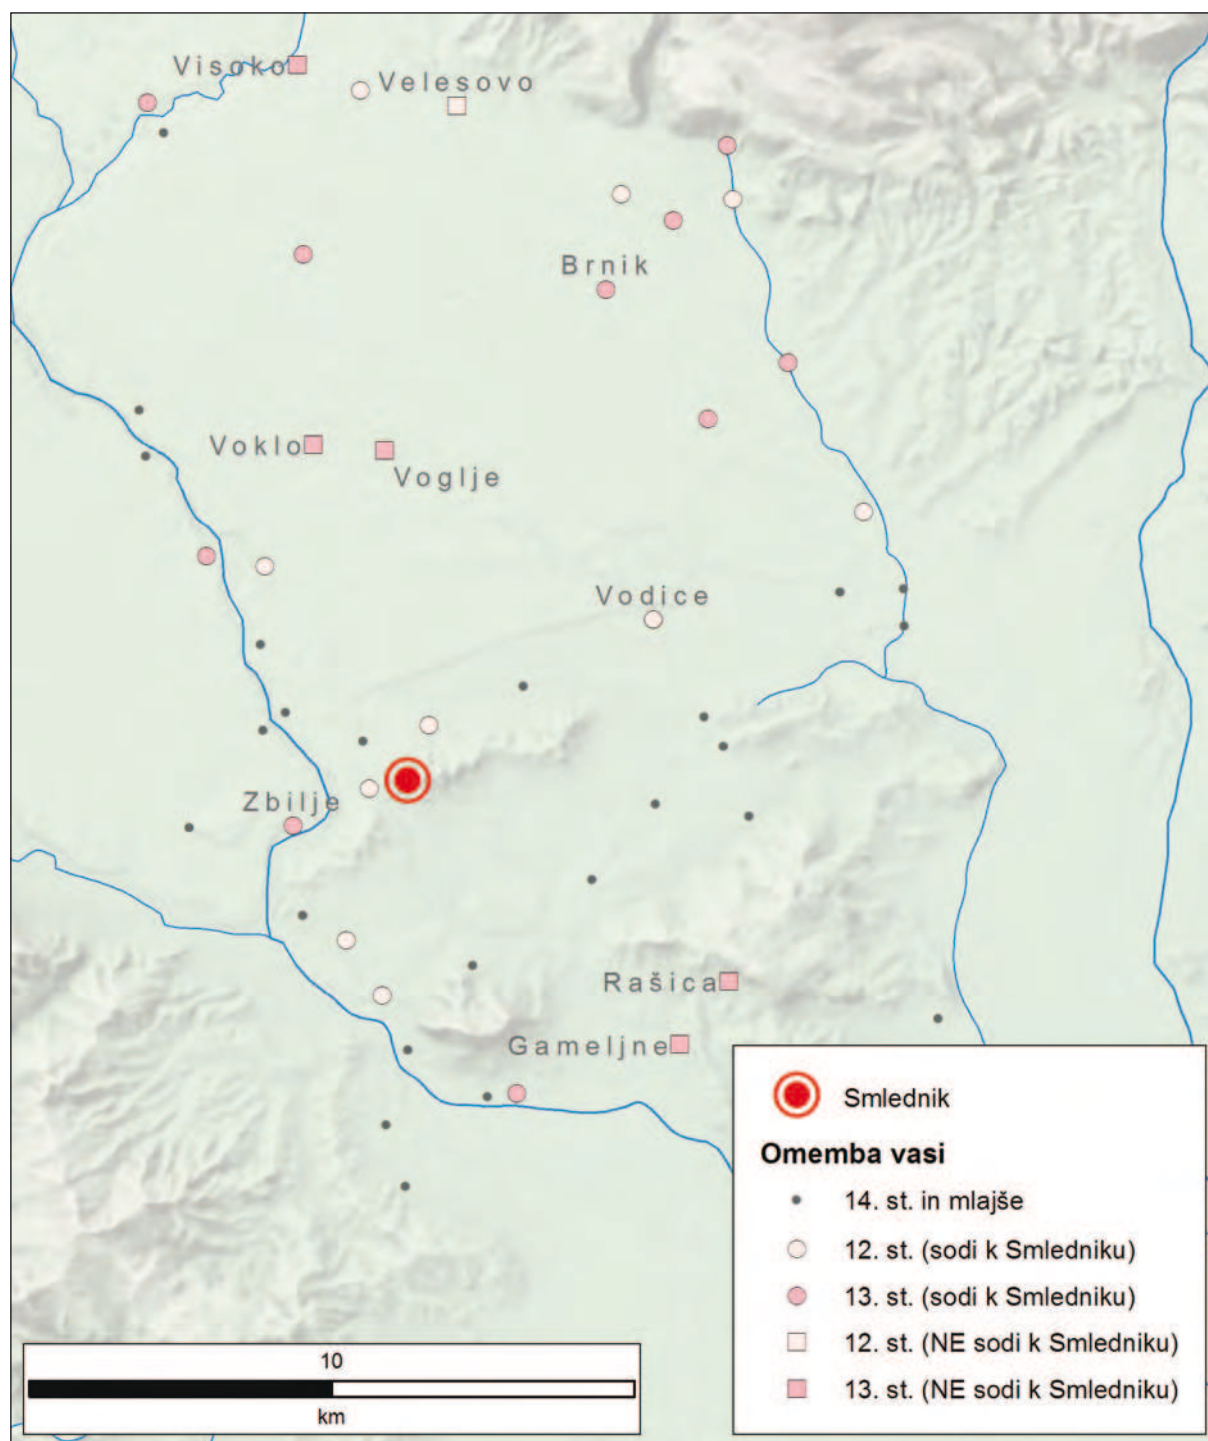 Visoko
Velesovo
Brnik
Voklo
Voglje
Vodice
Zbilje
Rašica
Gameljne
Smlednik
Omemba vasi
14. st. in mlajše
12. st. (sodi k Smledniku)
13. st. (sodi k Smledniku)
12. st. (NE sodi k Smledniku)
13. st. (NE sodi k Smledniku)
10
km